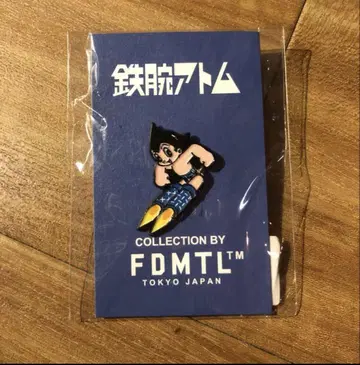 鉄腕アトム
COLLECTION BY
FDMTL™
TOKYO JAPAN